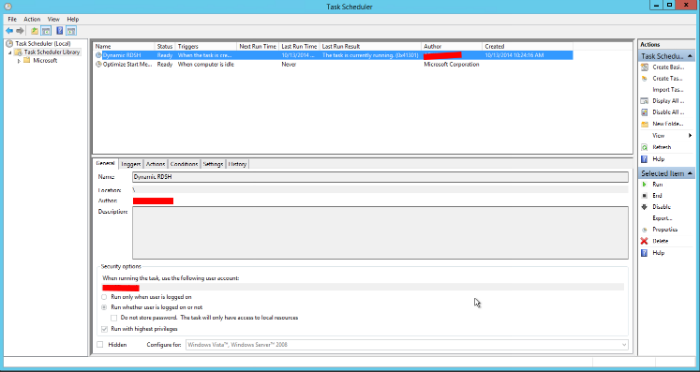 Task Scheduler
File Action View Help
Task Scheduler (Local)
Task Scheduler Library
Microsoft
Name Status Triggers Next Run Time Last Run Time Last Run Result Author Created
Dynamic RDSH Ready When the task is cre... 10/13/2014 ... The task is currently running. (0x41301) 10/13/2014 10:24:16 AM
Optimize Start Me... Ready When computer is idle Never Microsoft Corporation
General Triggers Actions Conditions Settings History
Name: Dynamic RDSH
Location: \
Author:
Description:
Security options
When running the task, use the following user account:
Run only when user is logged on
Run whether user is logged on or not
Do not store password. The task will only have access to local resources
Run with highest privileges
Hidden Configure for: Windows Vista™, Windows Server™ 2008
Actions
Task Schedu...
Create Basi...
Create Tas...
Import Tas...
Display All ...
Disable All ...
New Folde...
View
Refresh
Help
Selected Item
Run
End
Disable
Export...
Properties
Delete
Help